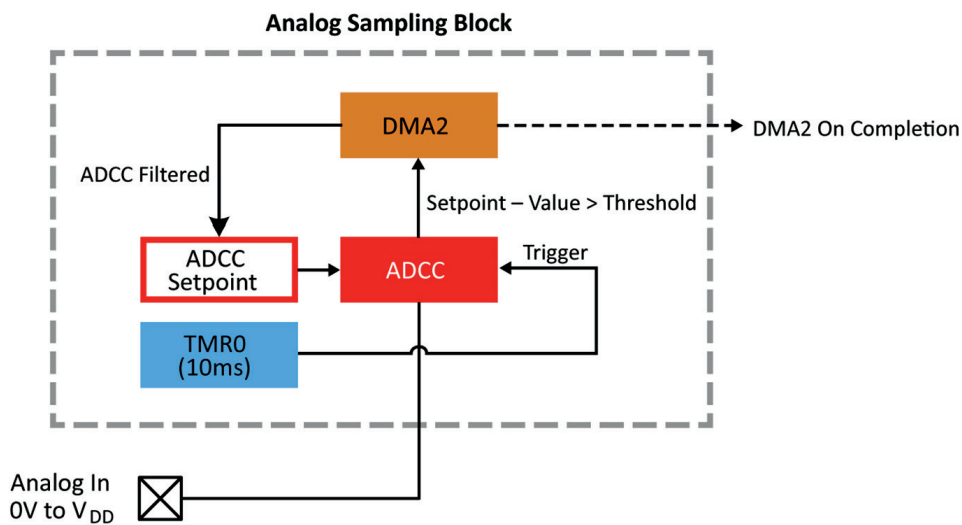 Analog Sampling Block
DMA2
DMA2 On Completion
ADCC Filtered
Setpoint – Value > Threshold
ADCC
Setpoint
ADCC
Trigger
TMR0
(10ms)
Analog In
0V to VDD